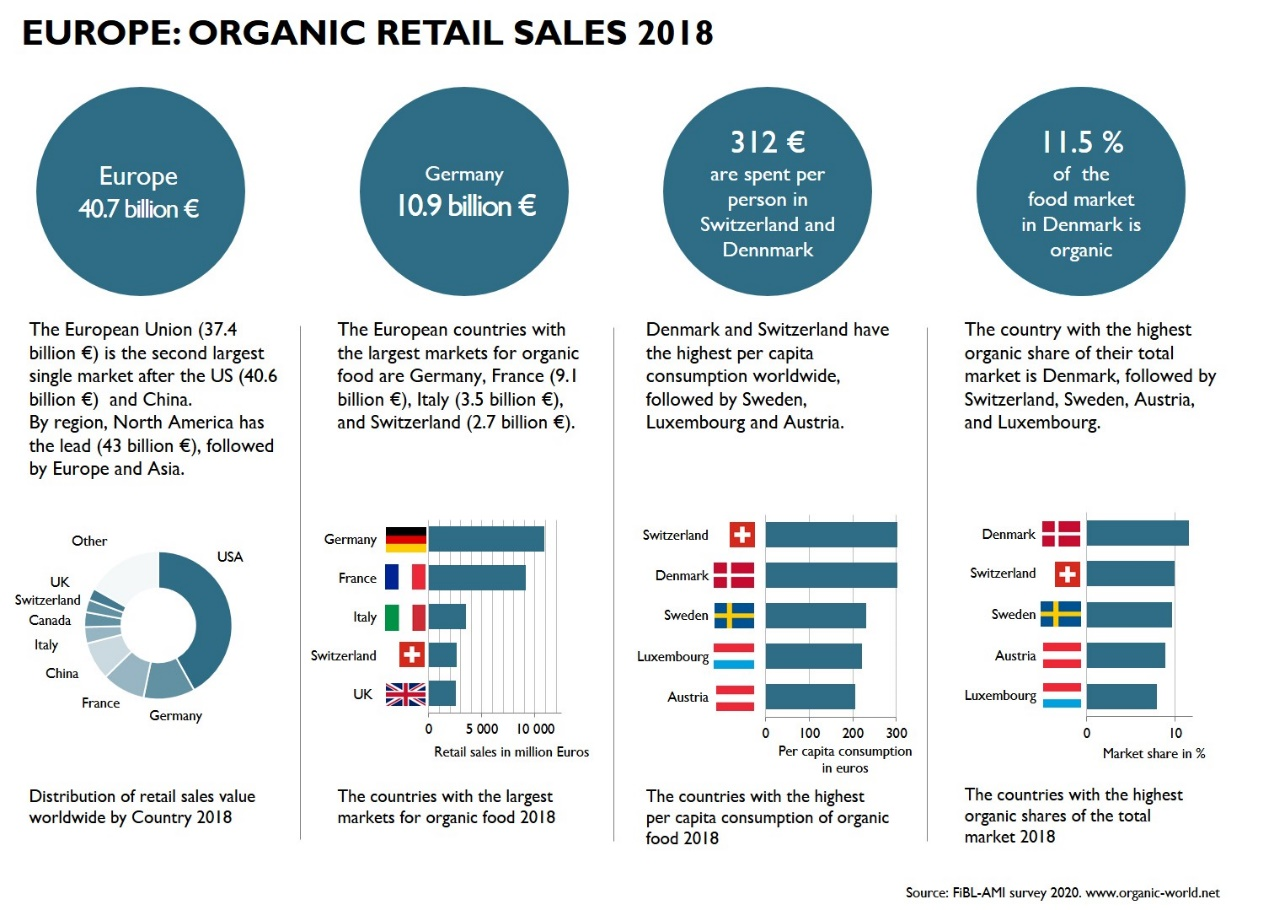 EUROPE: ORGANIC RETAIL SALES 2018
Europe
40.7 billion €
Germany
10.9 billion €
312 €
are spent per
person in
Switzerland and
Dennmark
11.5 %
of the
food market
in Denmark is
organic
The European Union (37.4
billion €) is the second largest
single market after the US (40.6
billion €) and China.
By region, North America has
the lead (43 billion €), followed
by Europe and Asia.
The European countries with
the largest markets for organic
food are Germany, France (9.1
billion €), Italy (3.5 billion €),
and Switzerland (2.7 billion €).
Denmark and Switzerland have
the highest per capita
consumption worldwide,
followed by Sweden,
Luxembourg and Austria.
The country with the highest
organic share of their total
market is Denmark, followed by
Switzerland, Sweden, Austria,
and Luxembourg.
Other
USA
UK
Switzerland
Canada
Italy
China
France
Germany
Distribution of retail sales value
worldwide by Country 2018
Germany
France
Italy
Switzerland
UK
0 5 000 10 000
Retail sales in million Euros
The countries with the largest
markets for organic food 2018
Switzerland
Denmark
Sweden
Luxembourg
Austria
0 100 200 300
Per capita consumption
in euros
The countries with the highest
per capita consumption of organic
food 2018
Denmark
Switzerland
Sweden
Austria
Luxembourg
0 10
Market share in %
The countries with the highest
organic shares of the total
market 2018
Source: FiBL-AMI survey 2020. www.organic-world.net